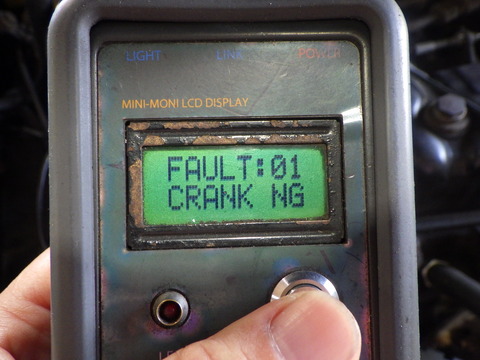 LIGHT LINK POWER
MINI-MONI LCD DISPLAY
FAULT:01
CRANK NG